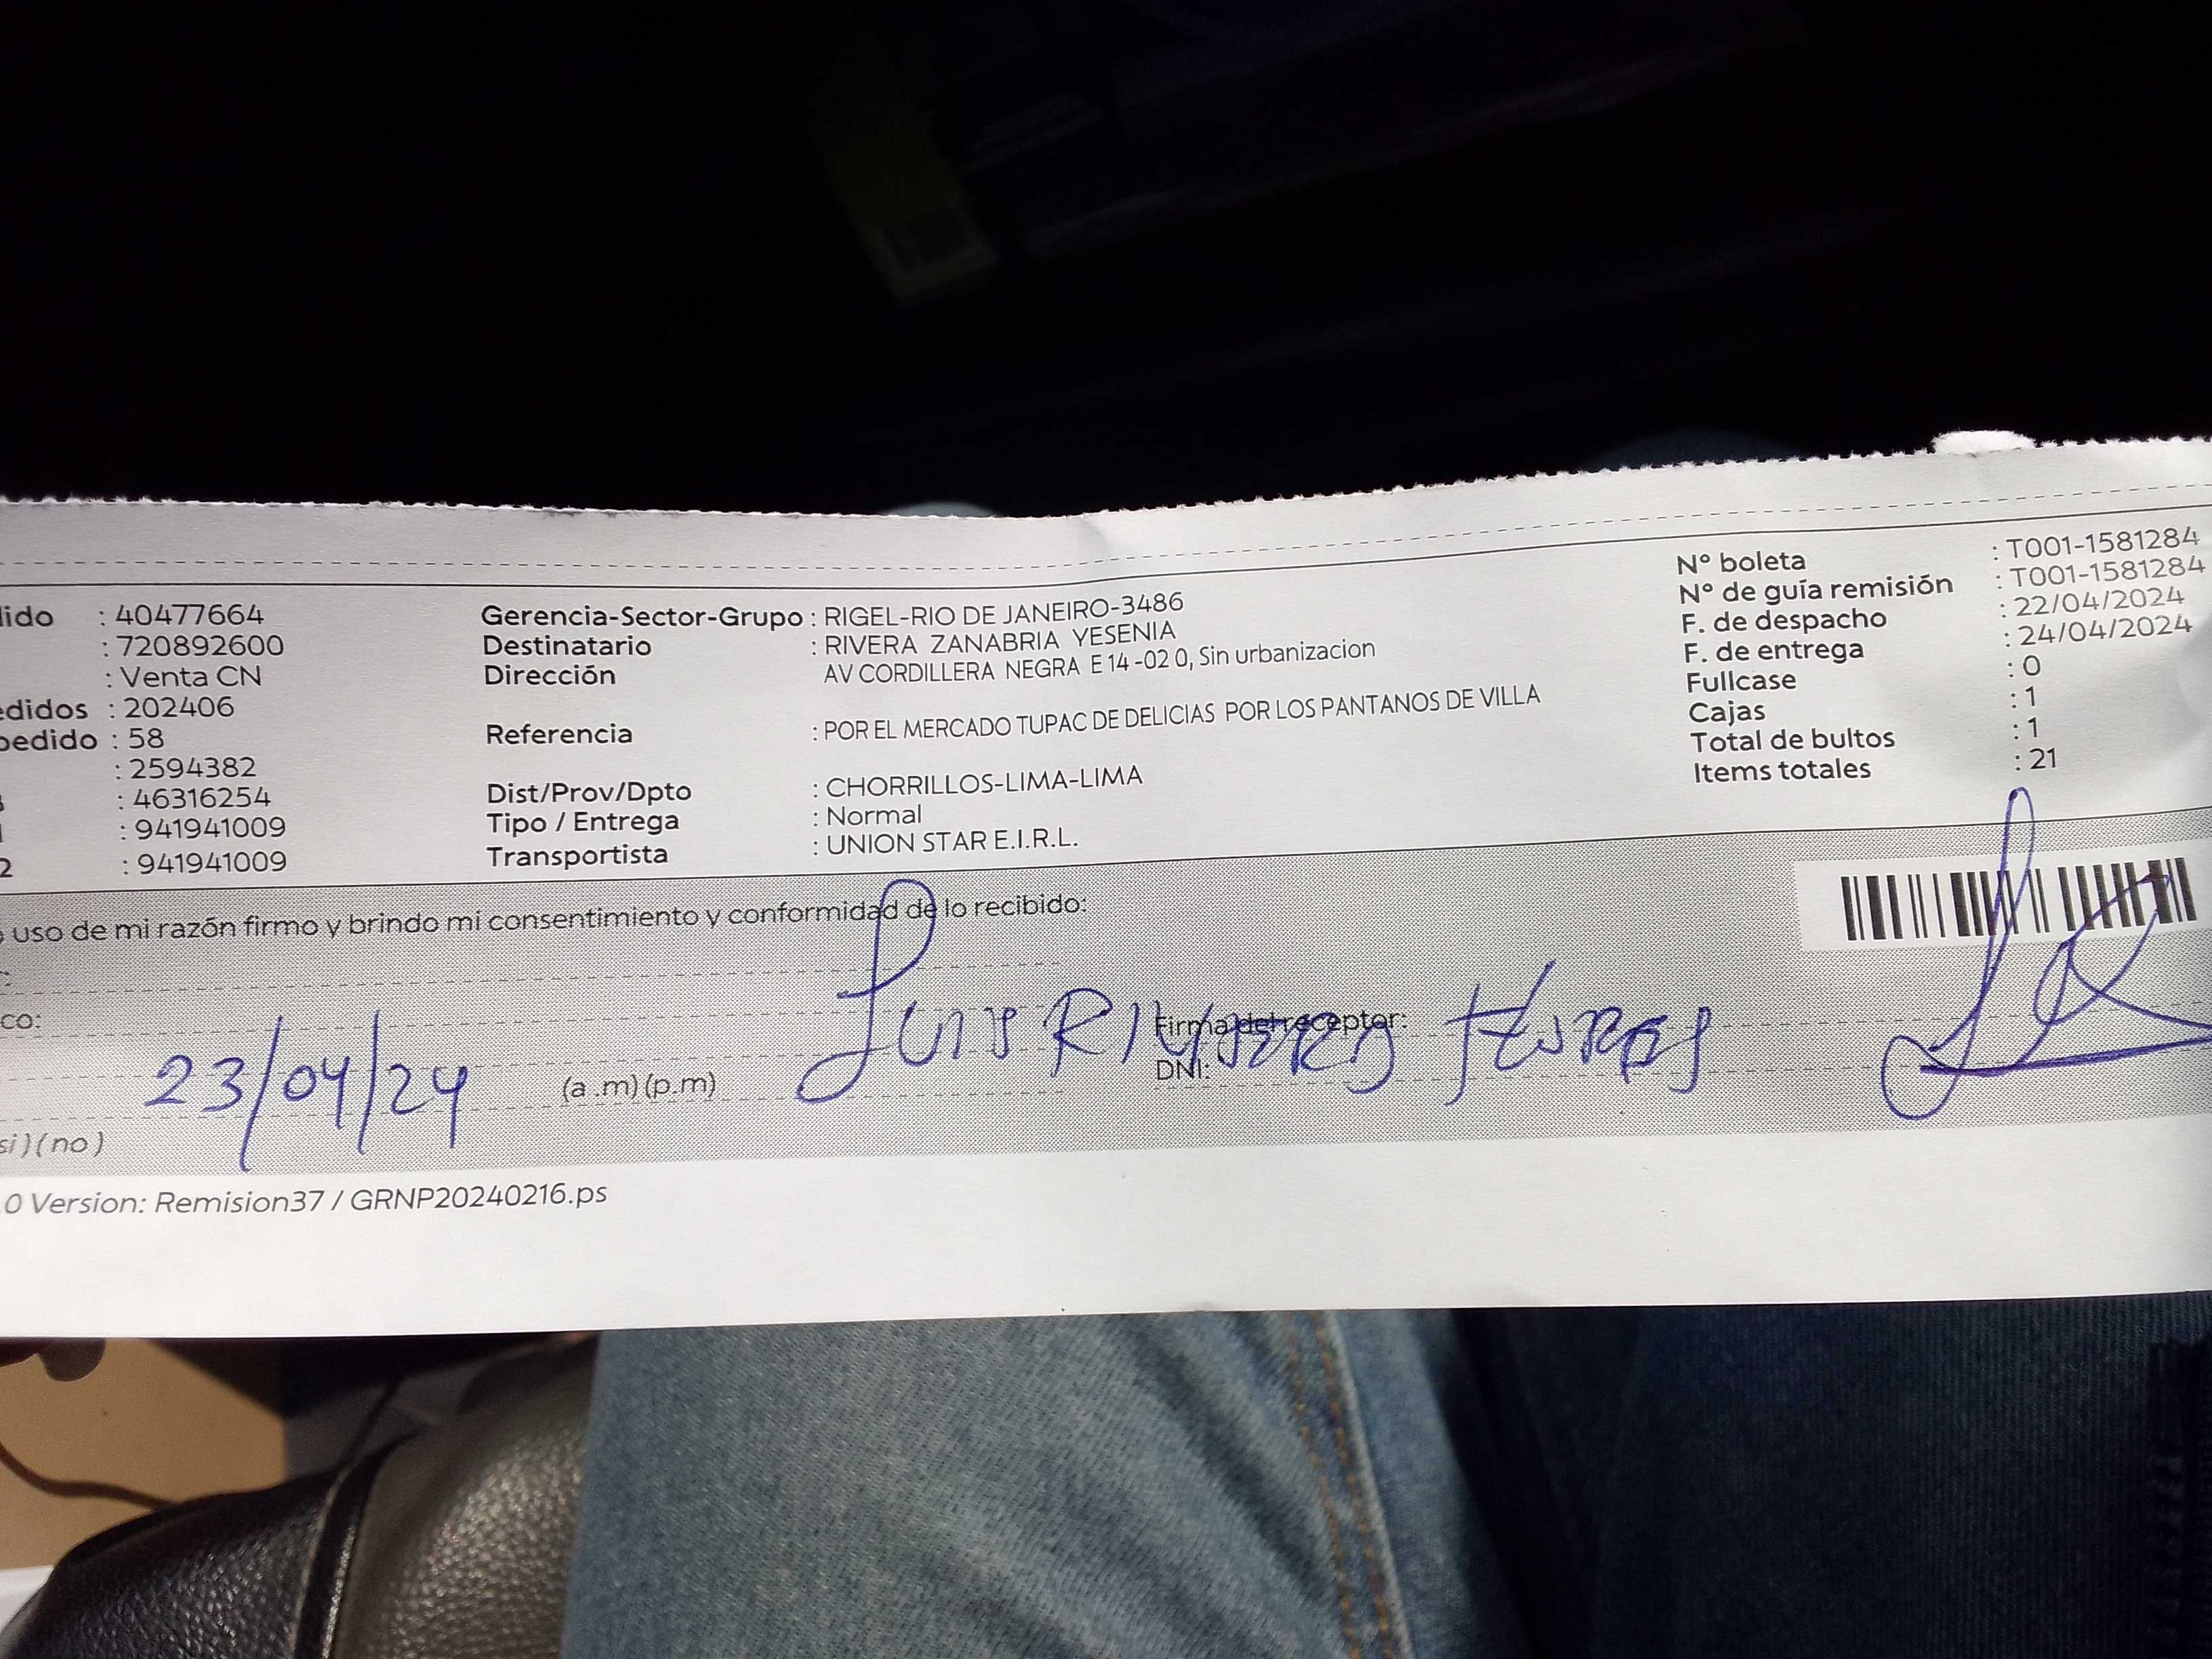 lido : 40477664
: 720892600
: Venta CN
edidos : 202406
pedido : 58
: 2594382
: 46316254
: 941941009
2 : 941941009
Gerencia-Sector-Grupo : RIGEL-RIO DE JANEIRO-3486
Destinatario : RIVERA ZANABRIA YESENIA
Dirección AV CORDILLERA NEGRA E 14 -02 0, Sin urbanizacion
Referencia : POR EL MERCADO TUPAC DE DELICIAS POR LOS PANTANOS DE VILLA
Dist/Prov/Dpto : CHORRILLOS-LIMA-LIMA
Tipo / Entrega : Normal
Transportista : UNION STAR E.I.R.L.
N° boleta : T001-1581284
N° de guía remisión : T001-1581284
F. de despacho : 22/04/2024
F. de entrega : 24/04/2024
Fullcase : 0
Cajas : 1
Total de bultos : 1
Items totales : 21
uso de mi razón firmo y brindo mi consentimiento y conformidad de lo recibido:
co:
23/04/24 (a .m) (p.m)
Luis
Firma del receptor:
DNI:
si ) ( no )
.0 Version: Remision37 / GRNP20240216.ps